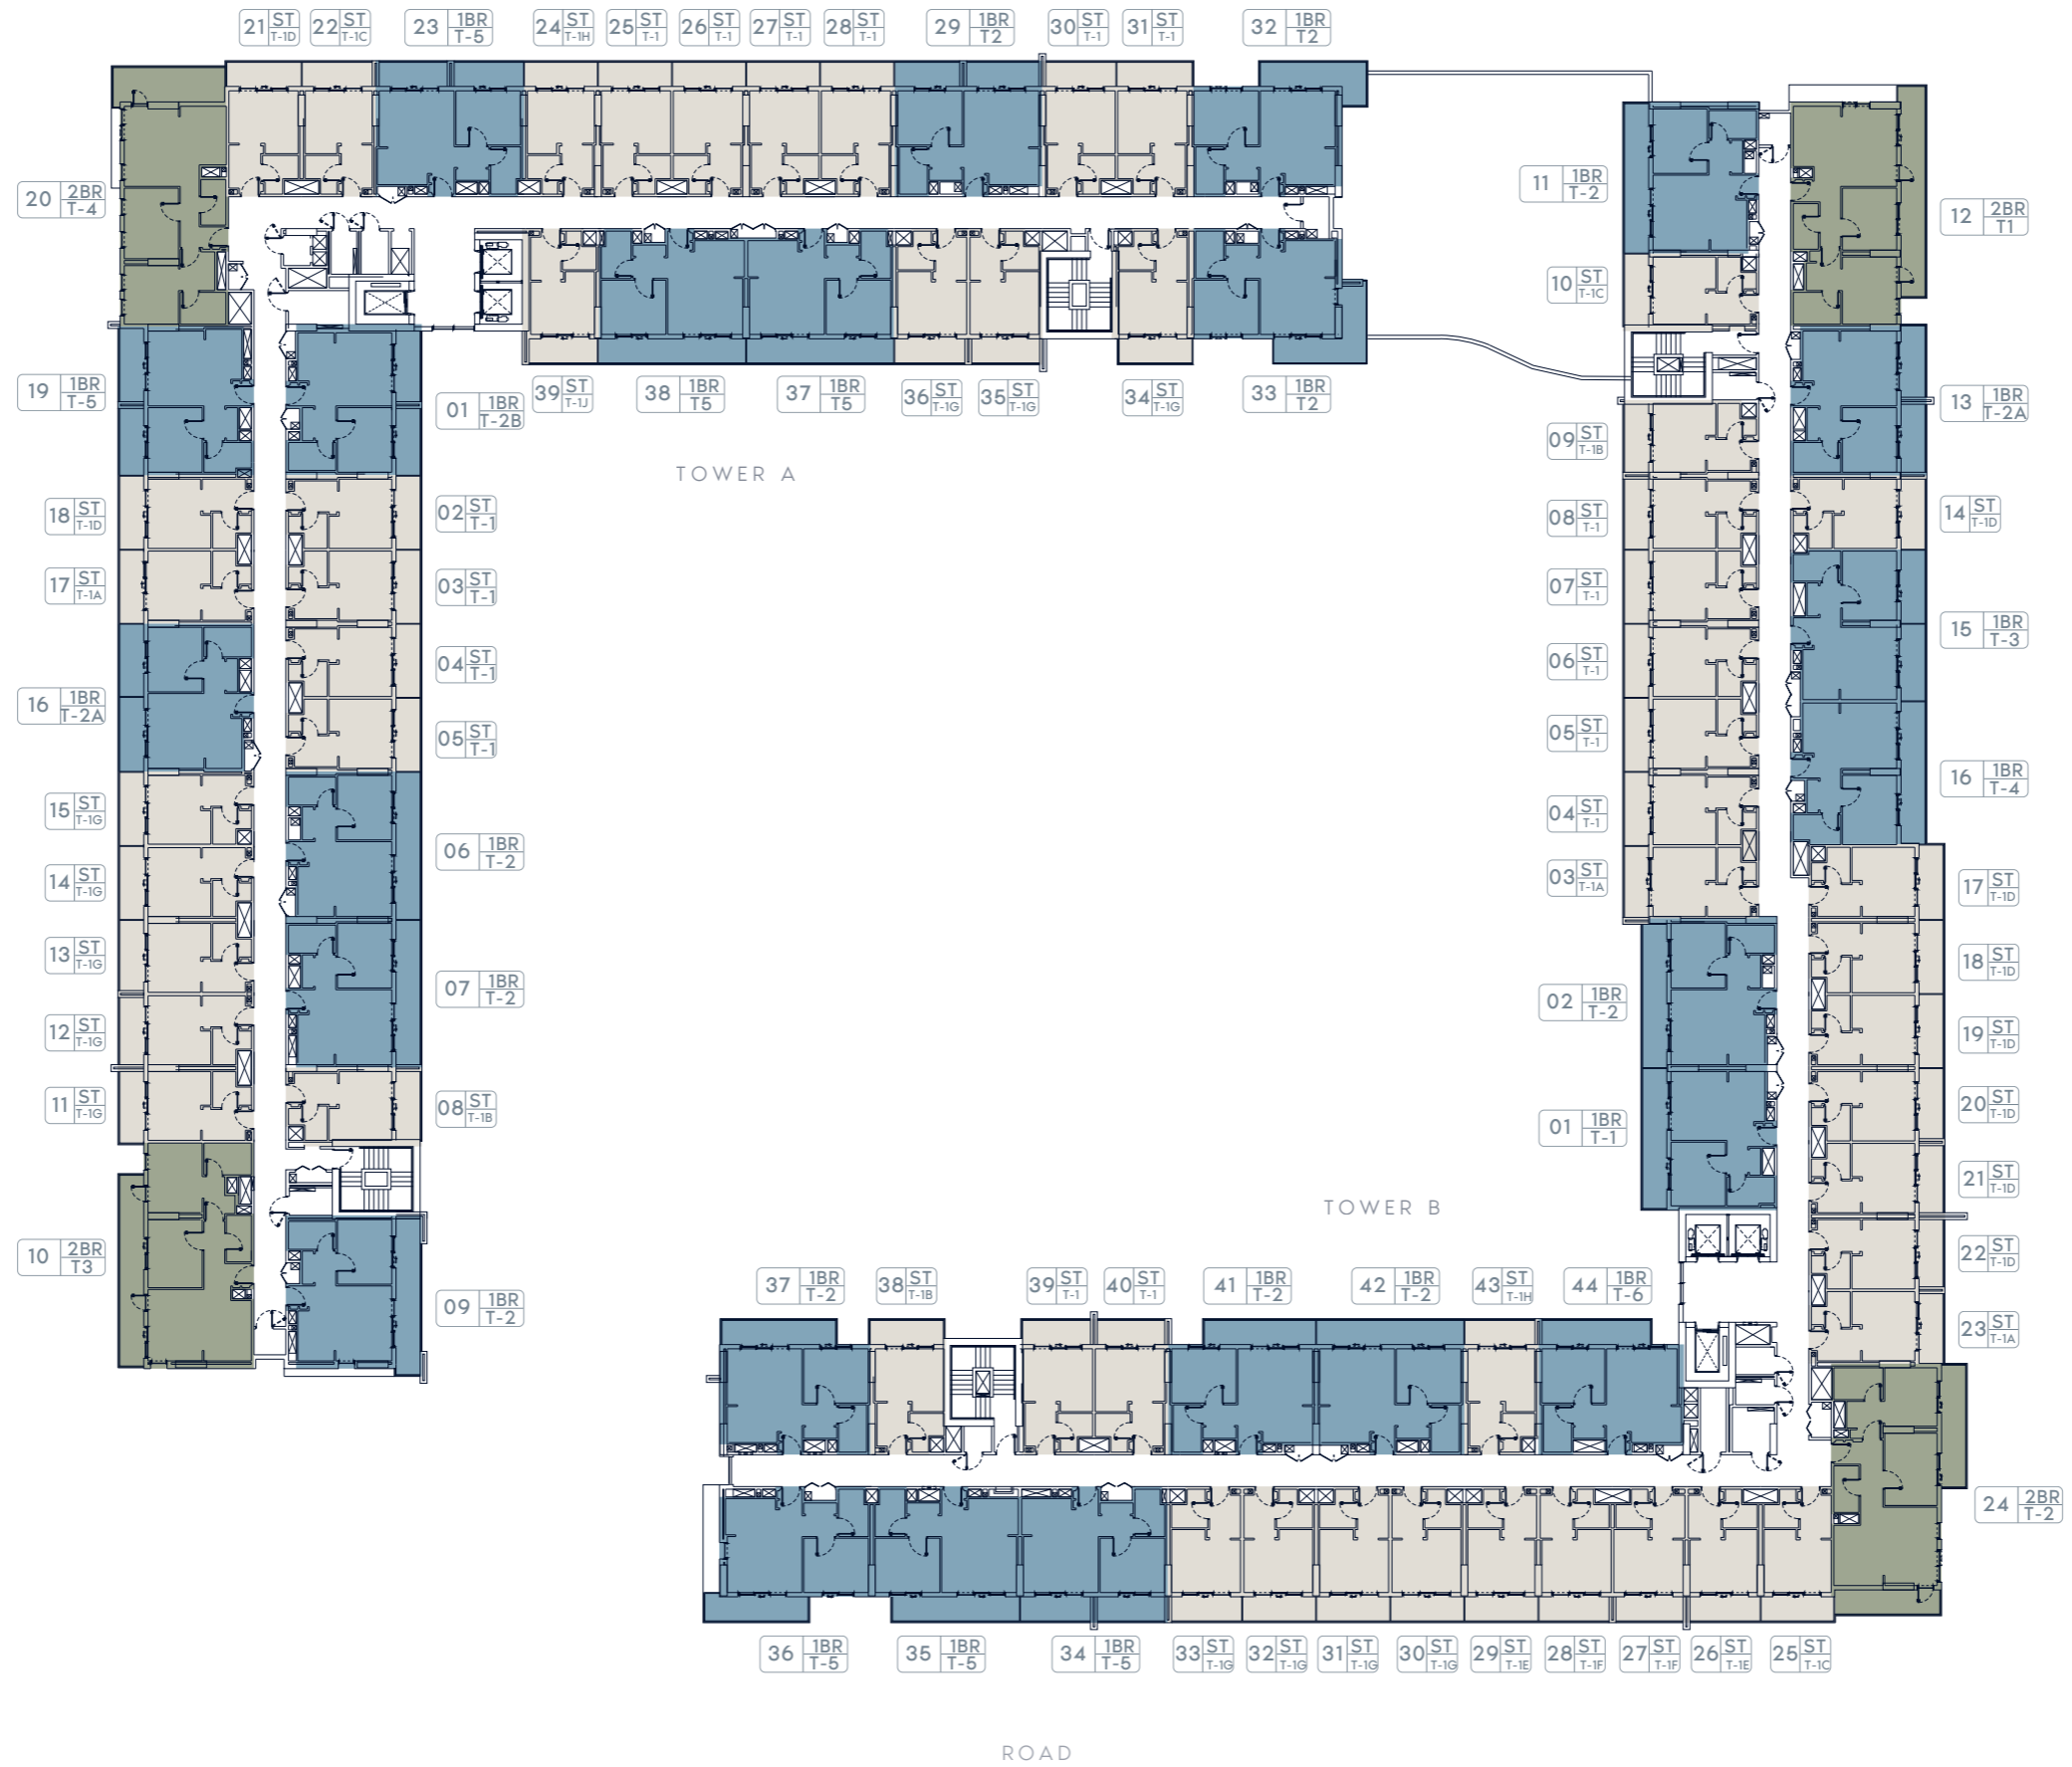 21 ST T-1D
22 ST T-1C
23 1BR T-5
24 ST T-1H
25 ST T-1
26 ST T-1
27 ST T-1
28 ST T-1
29 1BR T2
30 ST T-1
31 ST T-1
32 1BR T2
20 2BR T-4
11 1BR T-2
12 2BR T1
10 ST T-1C
19 1BR T-5
01 1BR T-2B
39 ST T-1J
38 1BR T5
37 1BR T5
36 ST T-1G
35 ST T-1G
34 ST T-1G
33 1BR T2
13 1BR T-2A
09 ST T-1B
TOWER A
18 ST T-1D
02 ST T-1
08 ST T-1
14 ST T-1D
17 ST T-1A
03 ST T-1
07 ST T-1
15 1BR T-3
04 ST T-1
06 ST T-1
16 1BR T-2A
05 ST T-1
05 ST T-1
16 1BR T-4
15 ST T-1G
04 ST T-1
06 1BR T-2
14 ST T-1G
03 ST T-1A
17 ST T-1D
13 ST T-1G
18 ST T-1D
07 1BR T-2
02 1BR T-2
12 ST T-1G
19 ST T-1D
11 ST T-1G
08 ST T-1B
20 ST T-1D
01 1BR T-1
21 ST T-1D
TOWER B
10 2BR T3
22 ST T-1D
09 1BR T-2
37 1BR T-2
38 ST T-1B
39 ST T-1
40 ST T-1
41 1BR T-2
42 1BR T-2
43 ST T-1H
44 1BR T-6
23 ST T-1A
24 2BR T-2
36 1BR T-5
35 1BR T-5
34 1BR T-5
33 ST T-1G
32 ST T-1G
31 ST T-1G
30 ST T-1G
29 ST T-1E
28 ST T-1F
27 ST T-1F
26 ST T-1E
25 ST T-1C
ROAD